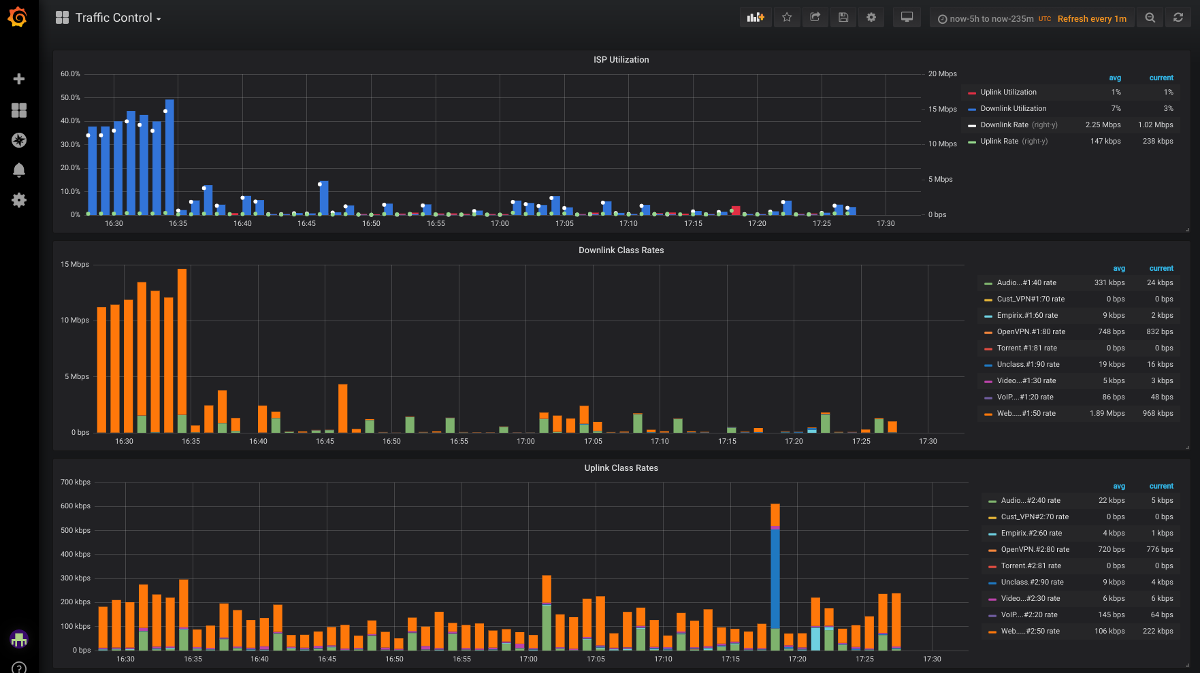 Traffic Control
now-5h to now-235m UTC Refresh every 1m
ISP Utilization
60.0%
50.0%
40.0%
30.0%
20.0%
10.0%
0%
20 Mbps
15 Mbps
10 Mbps
5 Mbps
0 bps
16:30 16:35 16:40 16:45 16:50 16:55 17:00 17:05 17:10 17:15 17:20 17:25 17:30
avg current
Uplink Utilization 1% 1%
Downlink Utilization 7% 3%
Downlink Rate (right-y) 2.25 Mbps 1.02 Mbps
Uplink Rate (right-y) 147 kbps 238 kbps
Downlink Class Rates
15 Mbps
10 Mbps
5 Mbps
0 bps
16:30 16:35 16:40 16:45 16:50 16:55 17:00 17:05 17:10 17:15 17:20 17:25 17:30
avg current
Audio...#1:40 rate 331 kbps 24 kbps
Cust_VPN#1:70 rate 0 bps 0 bps
Empirix.#1:60 rate 9 kbps 2 kbps
OpenVPN.#1:80 rate 748 bps 832 bps
Torrent.#1:81 rate 0 bps 0 bps
Unclass.#1:90 rate 19 kbps 16 kbps
Video...#1:30 rate 5 kbps 3 kbps
VoIP....#1:20 rate 86 bps 48 bps
Web.....#1:50 rate 1.89 Mbps 968 kbps
Uplink Class Rates
700 kbps
600 kbps
500 kbps
400 kbps
300 kbps
200 kbps
100 kbps
0 bps
16:30 16:35 16:40 16:45 16:50 16:55 17:00 17:05 17:10 17:15 17:20 17:25 17:30
avg current
Audio...#2:40 rate 22 kbps 5 kbps
Cust_VPN#2:70 rate 0 bps 0 bps
Empirix.#2:60 rate 4 kbps 1 kbps
OpenVPN.#2:80 rate 720 bps 776 bps
Torrent.#2:81 rate 0 bps 0 bps
Unclass.#2:90 rate 9 kbps 4 kbps
Video...#2:30 rate 6 kbps 6 kbps
VoIP....#2:20 rate 145 bps 64 bps
Web.....#2:50 rate 106 kbps 222 kbps